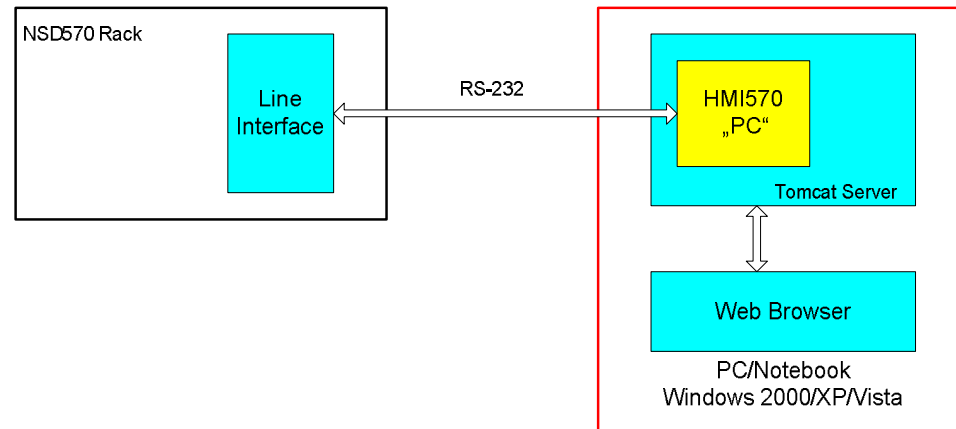 NSD570 Rack
Line
Interface
RS-232
HMI570
„PC“
Tomcat Server
Web Browser
PC/Notebook
Windows 2000/XP/Vista